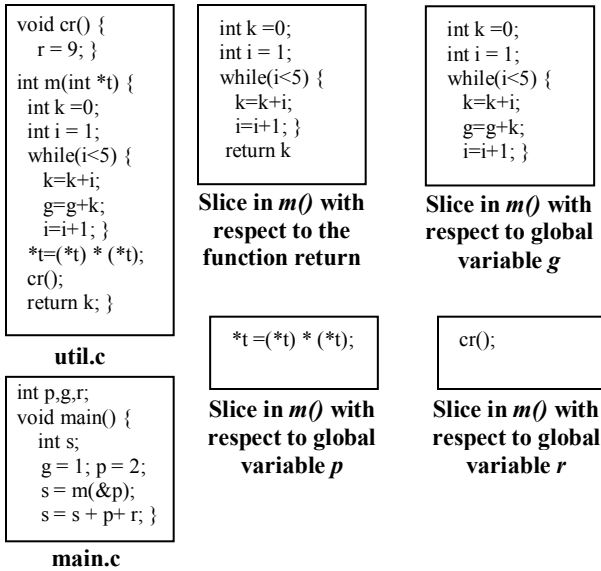 void cr() {
r = 9; }
int m(int *t) {
int k =0;
int i = 1;
while(i<5) {
k=k+i;
g=g+k;
i=i+1; }
*t=(*t) * (*t);
cr();
return k; }
util.c
int p,g,r;
void main() {
int s;
g = 1; p = 2;
s = m(&p);
s = s + p+ r; }
main.c
int k =0;
int i = 1;
while(i<5) {
k=k+i;
i=i+1; }
return k
Slice in m() with
respect to the
function return
int k =0;
int i = 1;
while(i<5) {
k=k+i;
g=g+k;
i=i+1; }
Slice in m() with
respect to global
variable g
*t =(*t) * (*t);
Slice in m() with
respect to global
variable p
cr();
Slice in m() with
respect to global
variable r